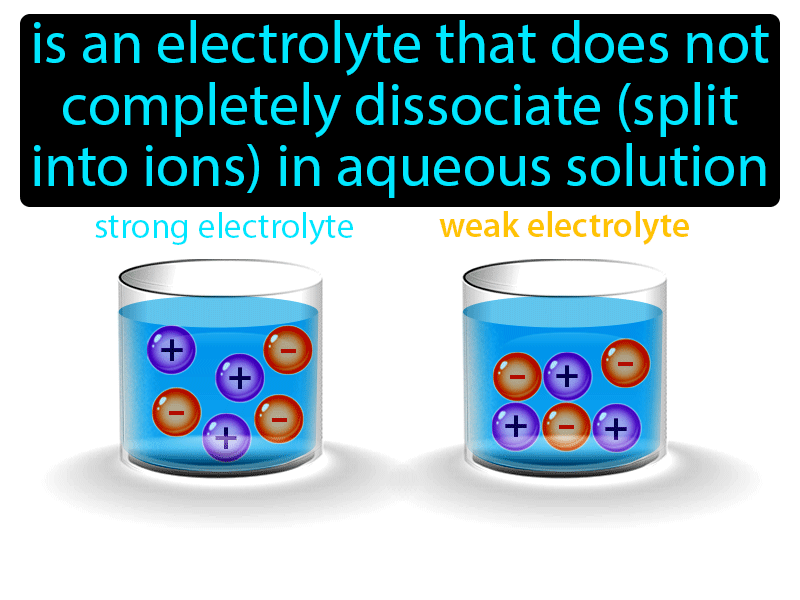 is an electrolyte that does not
completely dissociate (split
into ions) in aqueous solution
strong electrolyte weak electrolyte
+ - + -
+ - - +
- + + - +